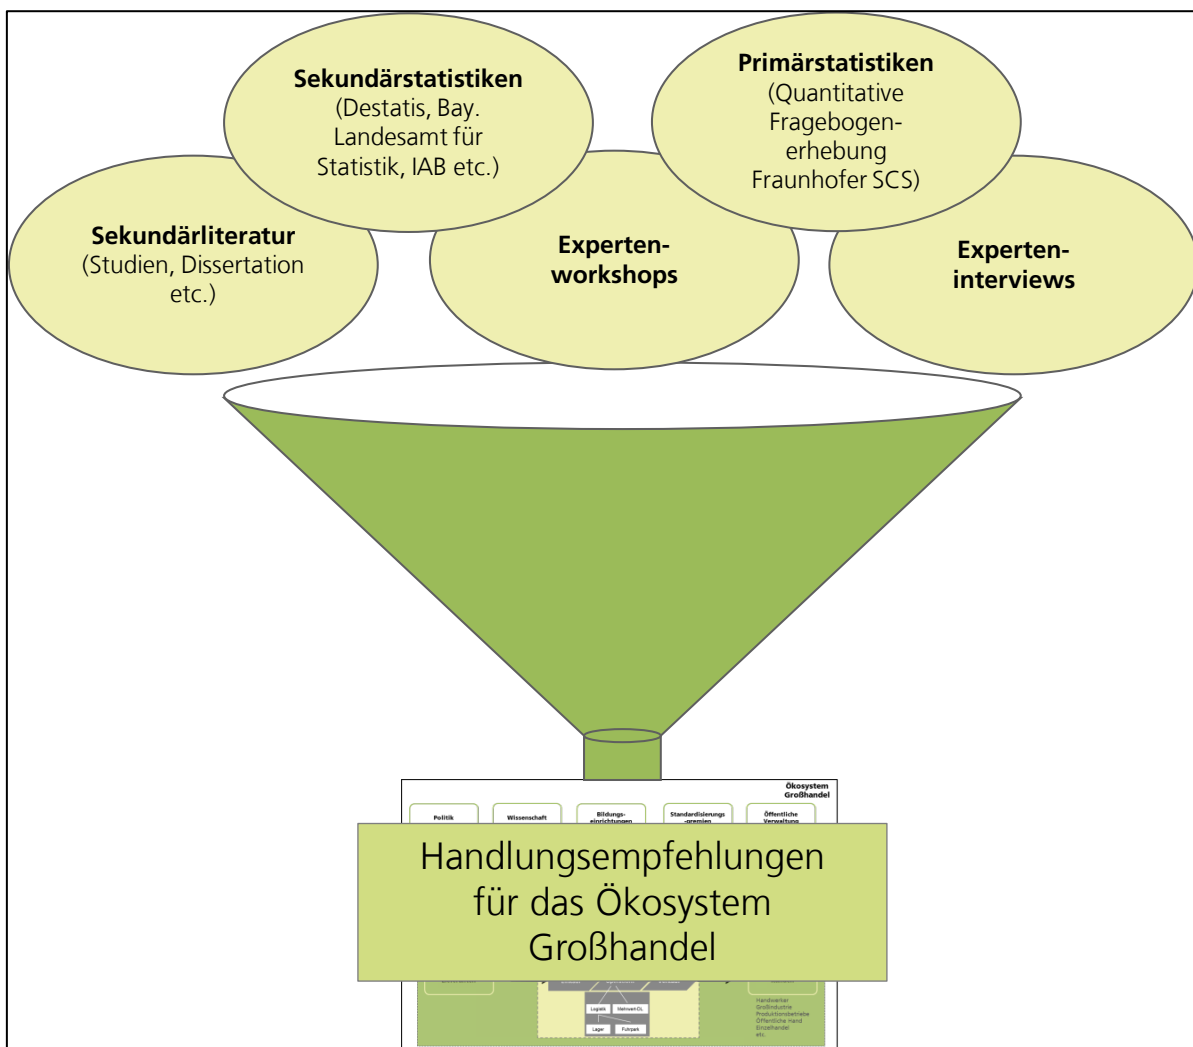 Sekundärstatistiken
(Destatis, Bay.
Landesamt für
Statistik, IAB etc.)
Primärstatistiken
(Quantitative
Fragebogen-
erhebung
Fraunhofer SCS)
Sekundärliteratur
(Studien, Dissertation
etc.)
Experten-
workshops
Experten-
interviews
Ökosystem
Großhandel
Politik
Wissenschaft
Bildungs-
einrichtungen
Standardisierungs
-gremien
Öffentliche
Verwaltung
Handlungsempfehlungen
für das Ökosystem
Großhandel
Logistik
Mehrwert-DL
Lager
Fuhrpark
Handwerker
Großindustrie
Produktionsbetriebe
Öffentliche Hand
Einzelhandel
etc.